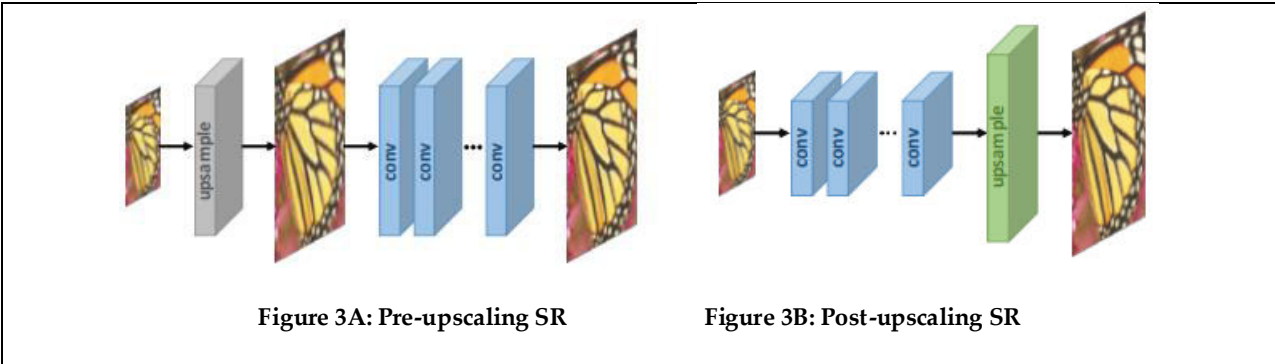 upsample
conv
conv
...
conv
conv
conv
...
conv
upsample
Figure 3A: Pre-upscaling SR
Figure 3B: Post-upscaling SR